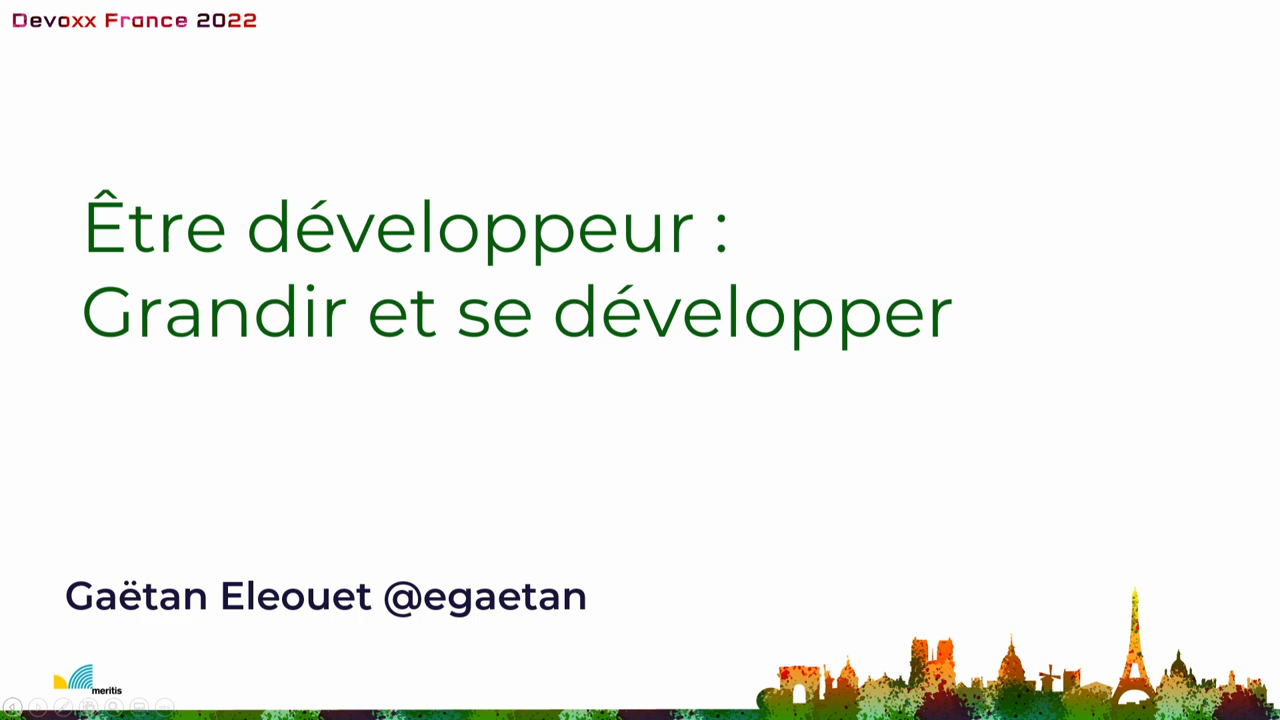 Devoxx France 2022
Être développeur :
Grandir et se développer
Gaëtan Eleouet @egaetan
meritis